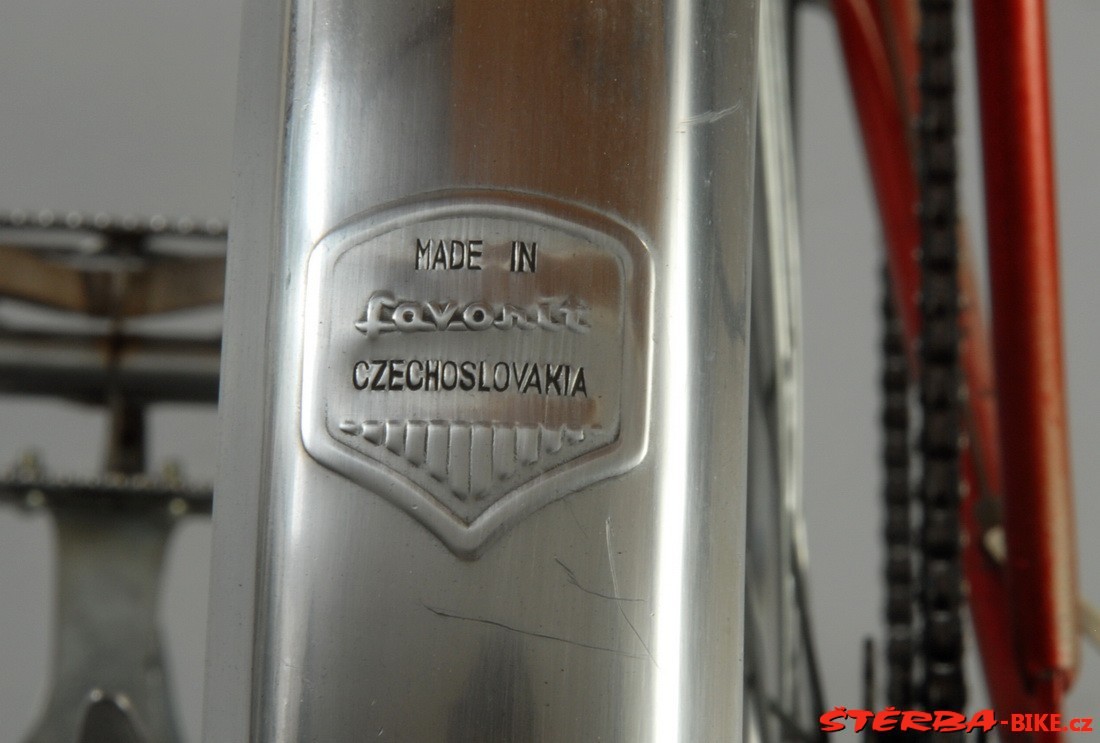 MADE IN
favorit
CZECHOSLOVAKIA
ŠTĚRBA-BIKE.cz